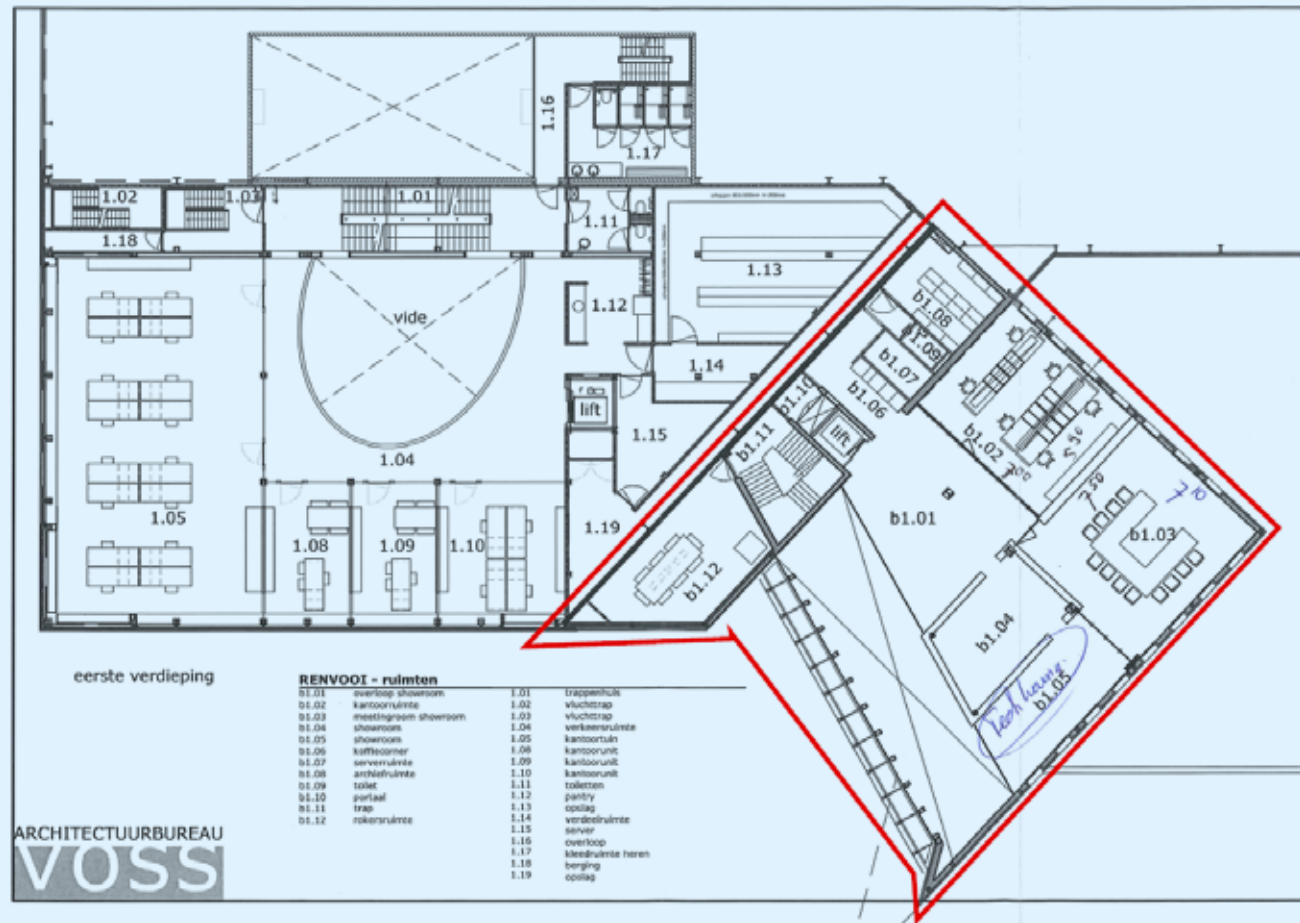 1.16
1.17
1.02
1.03
1.01
1.11
1.18
1.13
vide
1.12
b1.08
b1.09
1.14
b1.07
b1.10
b1.06
lift
lift
1.15
b1.11
b1.02
7.00
5.50
1.04
7.50
7.10
1.05
b1.01
b1.03
1.19
1.08
1.09
1.10
b1.12
b1.04
b1.05
eerste verdieping
RENVOOI - ruimten
b1.01 overloop showroom 1.01 trappenhuis
b1.02 kantoorruimte 1.02 vluchttrap
b1.03 meetingroom showroom 1.03 vluchttrap
b1.04 showroom 1.04 verkeersruimte
b1.05 showroom 1.05 kantoortuin
b1.06 koffiecorner 1.08 kantoorunit
b1.07 serverruimte 1.09 kantoorunit
b1.08 archiefruimte 1.10 kantoorunit
b1.09 toilet 1.11 toiletten
b1.10 portaal 1.12 pantry
b1.11 trap 1.13 opslag
b1.12 rokersruimte 1.14 verdeelruimte
1.15 server
1.16 overloop
1.17 kleedruimte heren
1.18 berging
1.19 opslag
ARCHITECTUURBUREAU
VOSS